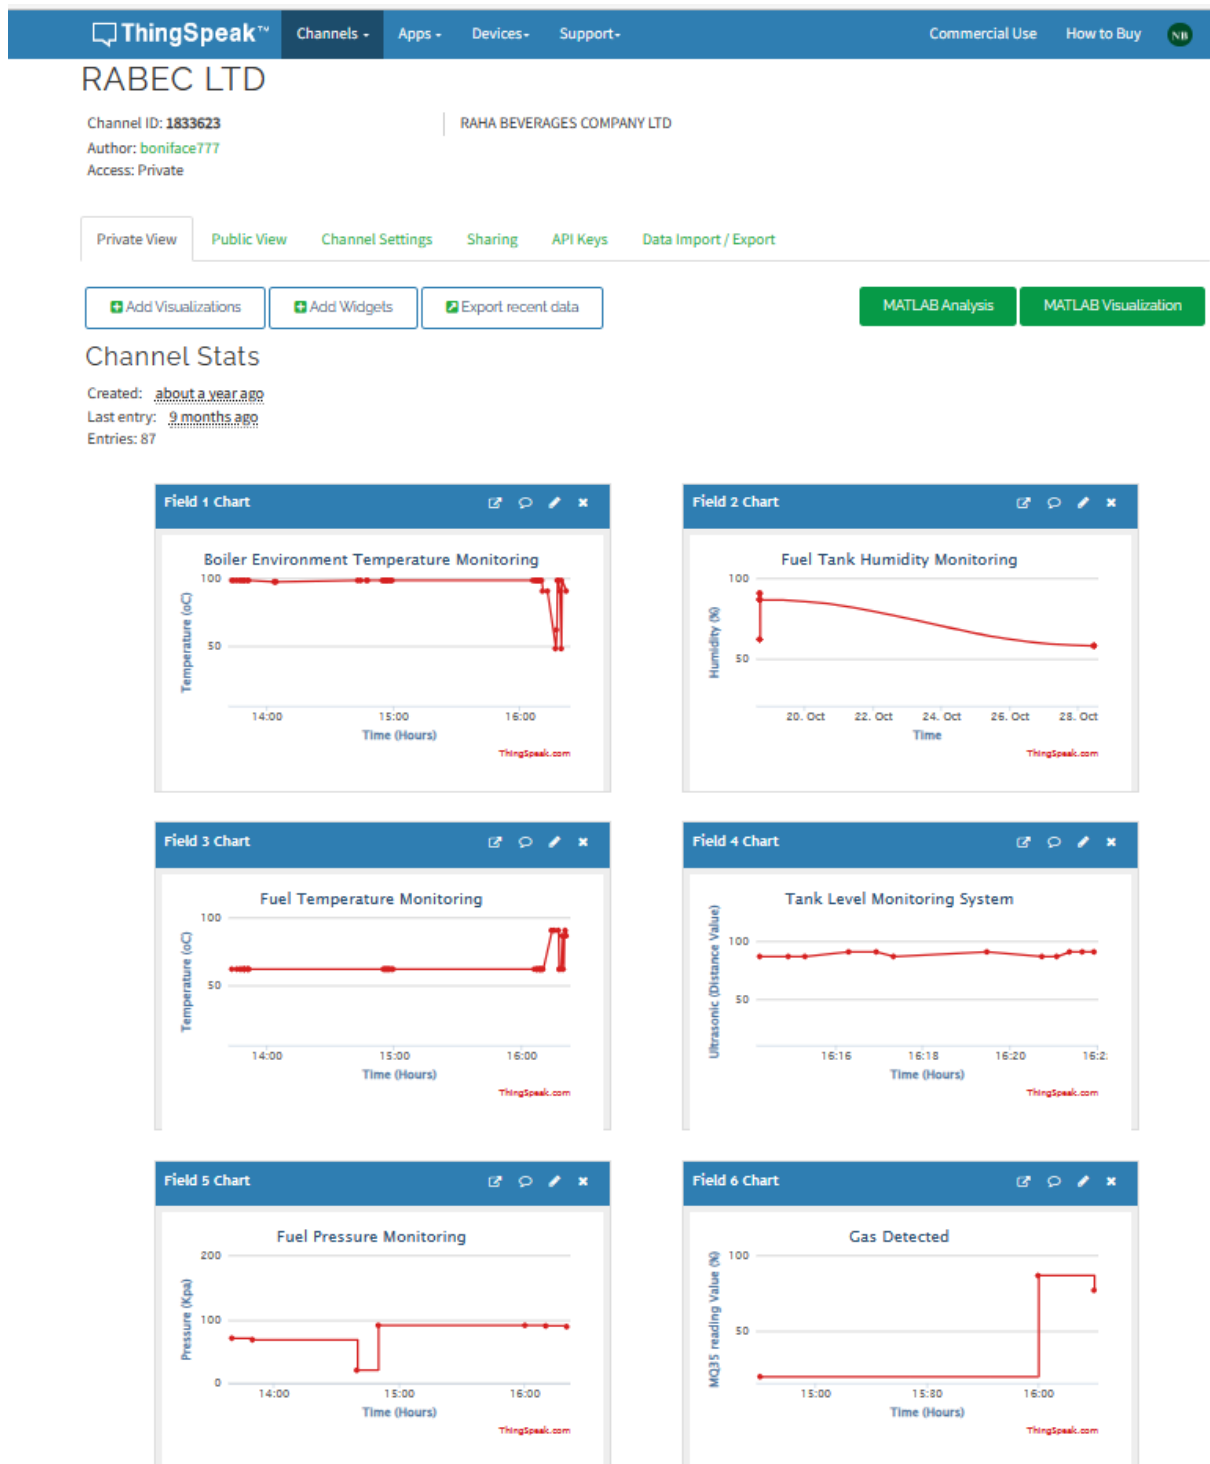 ThingSpeak™ Channels Apps Devices Support Commercial Use How to Buy NB
RABEC LTD
Channel ID: 1833623 RAHA BEVERAGES COMPANY LTD
Author: boniface777
Access: Private
Private View Public View Channel Settings Sharing API Keys Data Import / Export
Add Visualizations Add Widgets Export recent data MATLAB Analysis MATLAB Visualization
Channel Stats
Created: about a year ago
Last entry: 9 months ago
Entries: 87
Field 1 Chart
Boiler Environment Temperature Monitoring
Temperature (oC)
100
50
14:00 15:00 16:00
Time (Hours)
ThingSpeak.com
Field 2 Chart
Fuel Tank Humidity Monitoring
Humidity (%)
100
50
20. Oct 22. Oct 24. Oct 26. Oct 28. Oct
Time
ThingSpeak.com
Field 3 Chart
Fuel Temperature Monitoring
Temperature (oC)
100
50
14:00 15:00 16:00
Time (Hours)
ThingSpeak.com
Field 4 Chart
Tank Level Monitoring System
Ultrasonic (Distance Value)
100
50
16:16 16:18 16:20 16:2
Time (Hours)
ThingSpeak.com
Field 5 Chart
Fuel Pressure Monitoring
Pressure (Kpa)
200
100
0
14:00 15:00 16:00
Time (Hours)
ThingSpeak.com
Field 6 Chart
Gas Detected
MQ35 reading Value (%)
100
50
15:00 15:30 16:00
Time (Hours)
ThingSpeak.com